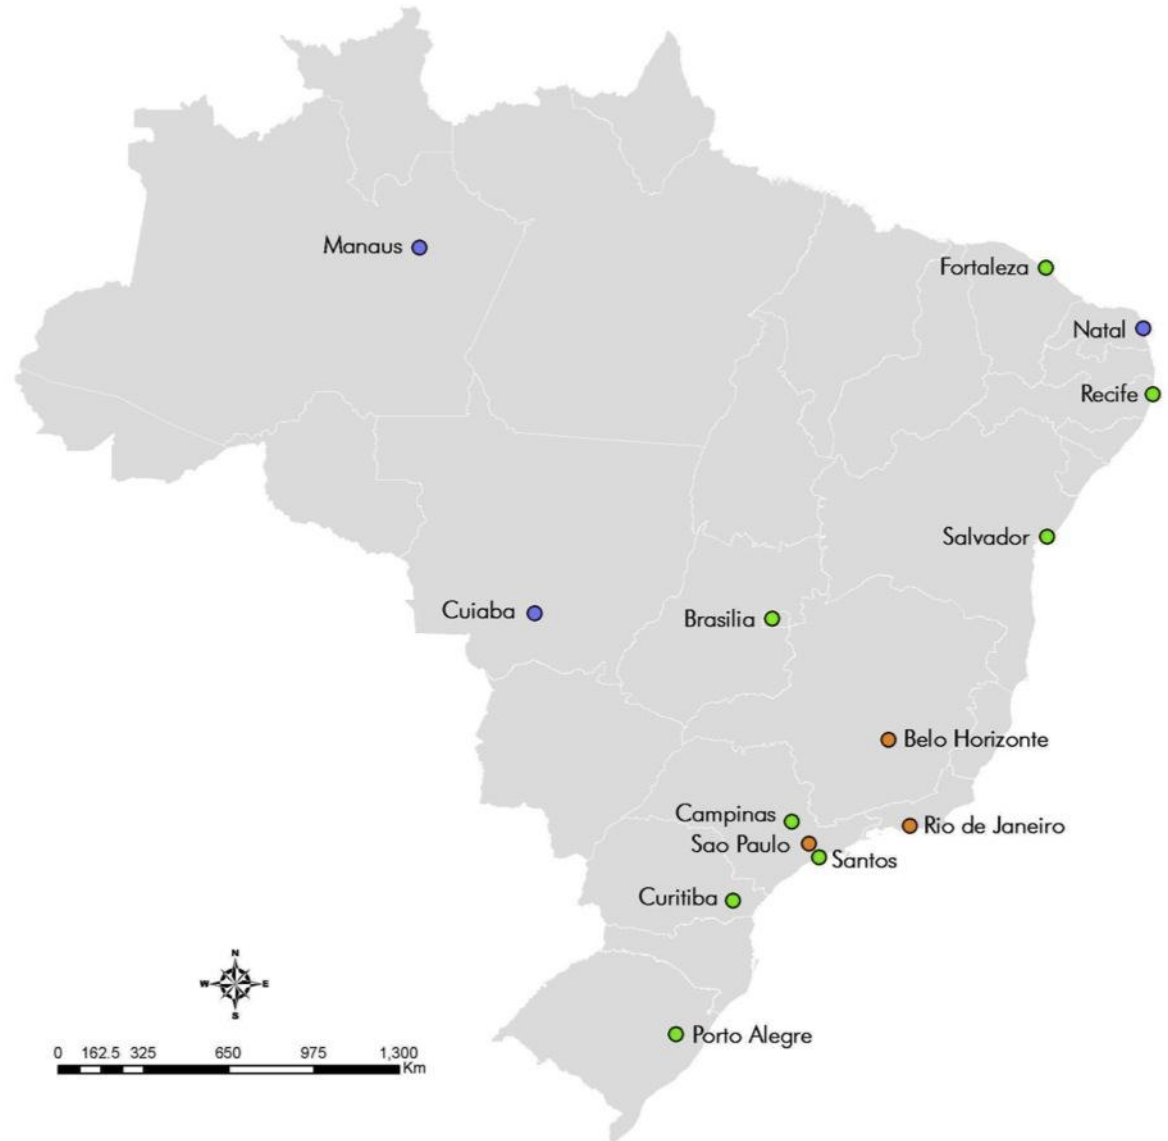 Manaus
Fortaleza
Natal
Recife
Salvador
Cuiaba
Brasilia
Belo Horizonte
Campinas
Rio de Janeiro
Sao Paulo
Santos
Curitiba
N
W E
S
Porto Alegre
0 162.5 325 650 975 1,300
Km